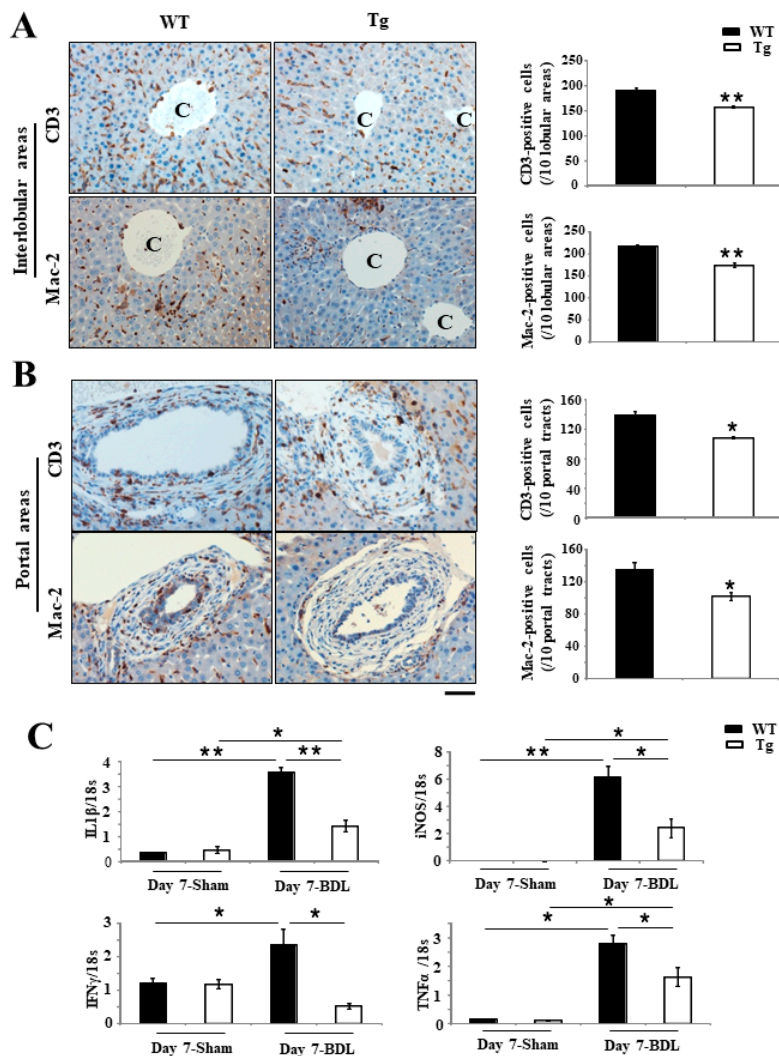 A
WT
Tg
WT
Tg
Interlobular areas
CD3
C
C
C
CD3-positive cells
(/10 lobular areas)
250
200
150
100
50
0
**
Mac-2
C
C
C
Mac-2-positive cells
(/10 lobular areas)
250
200
150
100
50
0
**
B
Portal areas
CD3
CD3-positive cells
(/10 portal tracts)
160
120
80
40
0
*
Mac-2
Mac-2-positive cells
(/10 portal tracts)
160
120
80
40
0
*
C
WT
Tg
IL1β/18s
4
3
2
1
0
*
**
**
Day 7-Sham
Day 7-BDL
iNOS/18s
8
6
4
2
0
*
**
*
Day 7-Sham
Day 7-BDL
IFNγ/18s
3
2
1
0
*
*
Day 7-Sham
Day 7-BDL
TNFα /18s
3
2
1
0
*
*
*
Day 7-Sham
Day 7-BDL